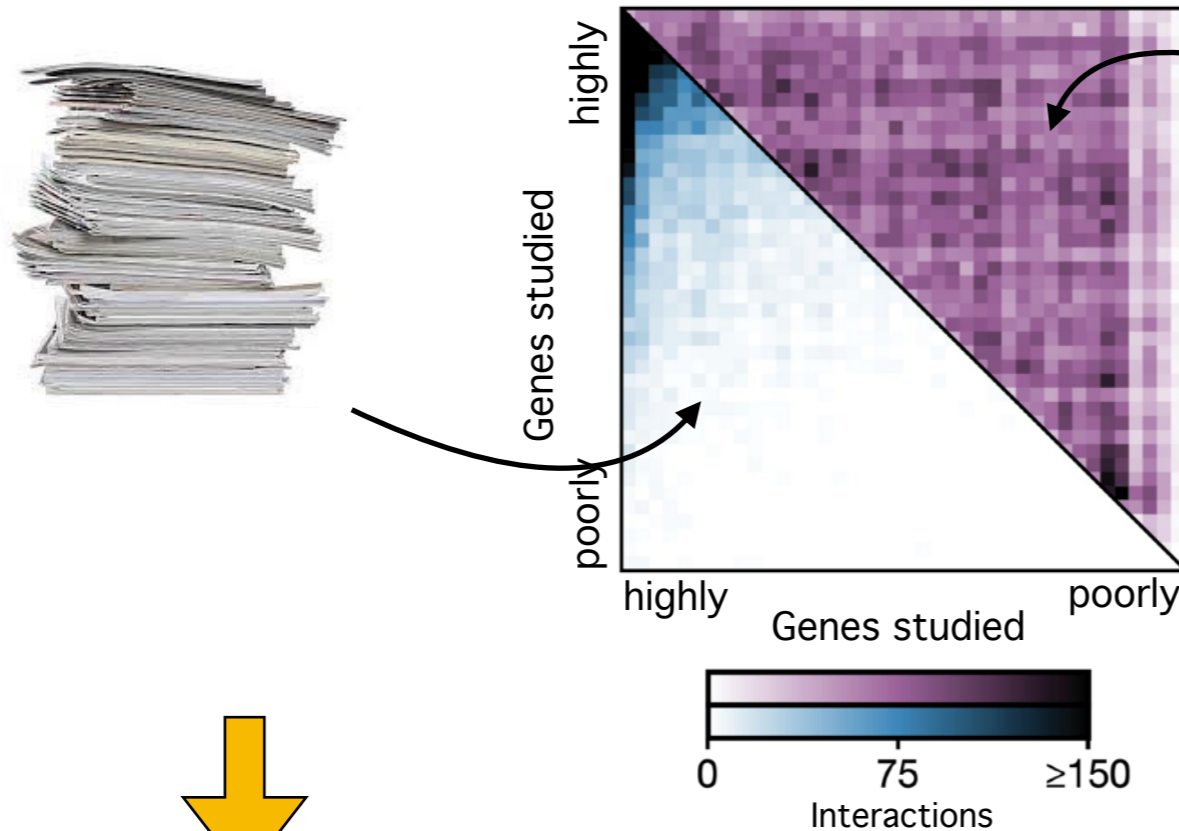 highly
Genes studied
poorly
highly
poorly
Genes studied
0
75
≥150
Interactions